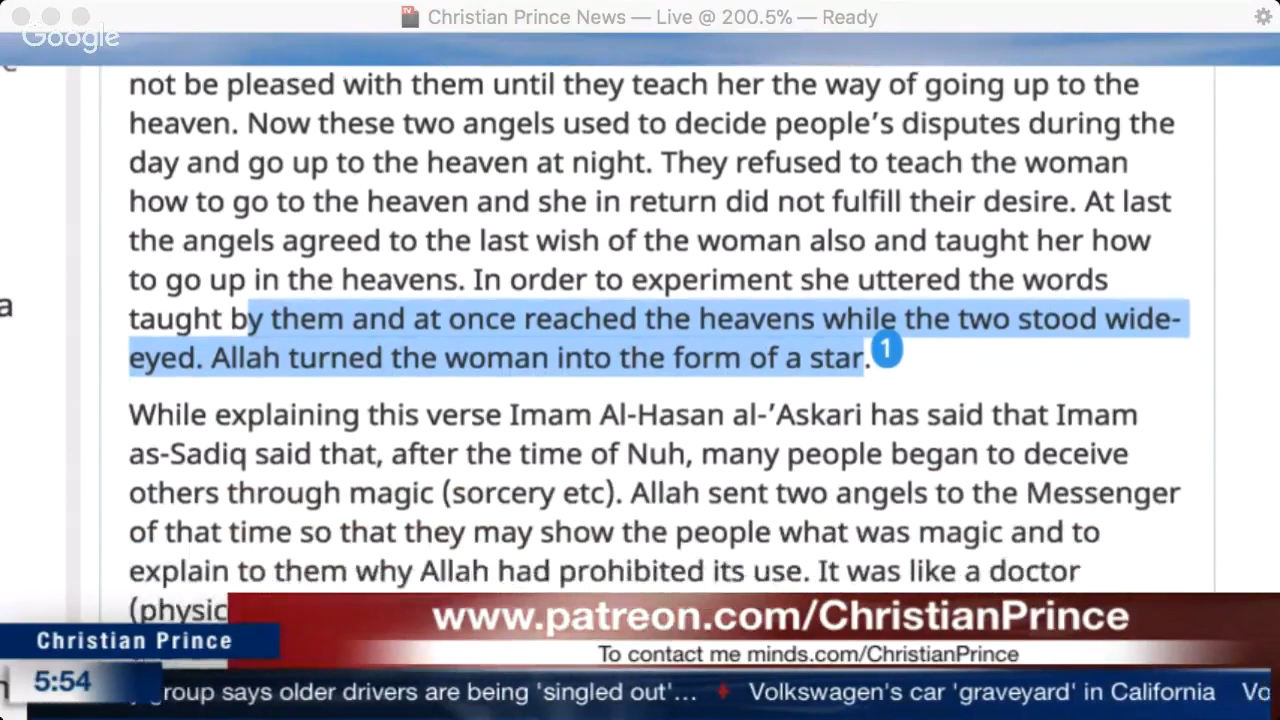 Christian Prince News — Live @ 200.5% — Ready
Google
not be pleased with them until they teach her the way of going up to the
heaven. Now these two angels used to decide people’s disputes during the
day and go up to the heaven at night. They refused to teach the woman
how to go to the heaven and she in return did not fulfill their desire. At last
the angels agreed to the last wish of the woman also and taught her how
to go up in the heavens. In order to experiment she uttered the words
a
taught by them and at once reached the heavens while the two stood wide-
eyed. Allah turned the woman into the form of a star.
1
While explaining this verse Imam Al-Hasan al-’Askari has said that Imam
as-Sadiq said that, after the time of Nuh, many people began to deceive
others through magic (sorcery etc). Allah sent two angels to the Messenger
of that time so that they may show the people what was magic and to
explain to them why Allah had prohibited its use. It was like a doctor
(physic
www.patreon.com/ChristianPrince
Christian Prince
To contact me minds.com/ChristianPrince
5:54
group says older drivers are being 'singled out'... Volkswagen's car 'graveyard' in California